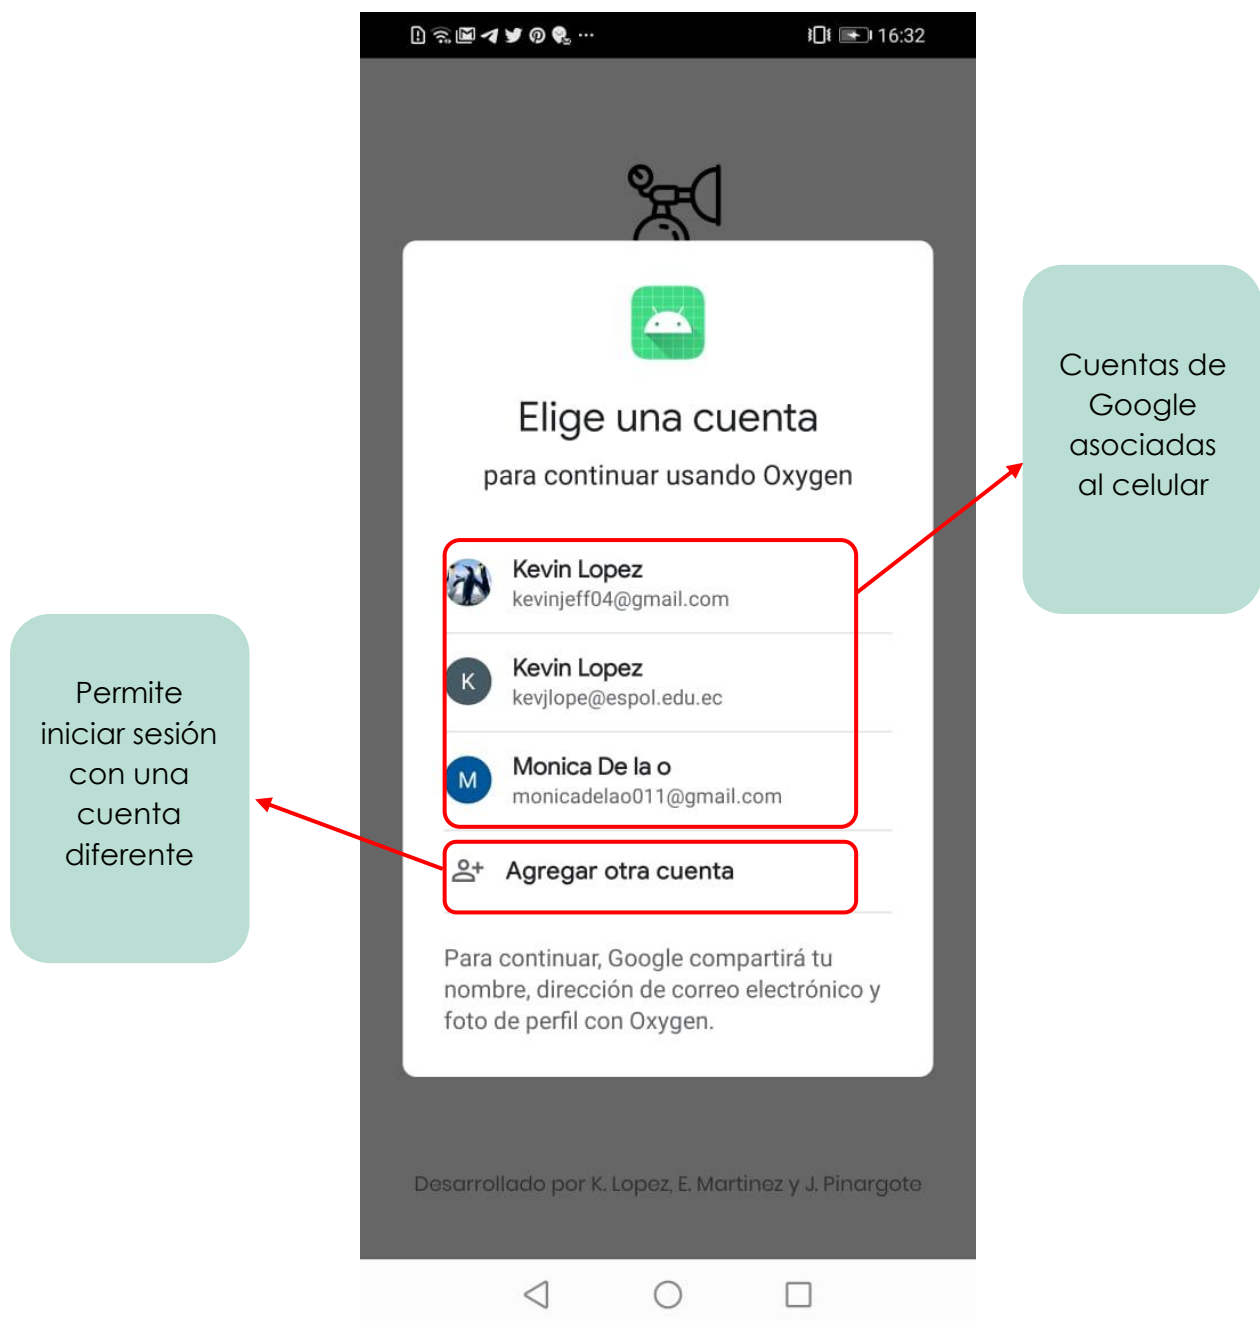 16:32
Elige una cuenta
para continuar usando Oxygen
Kevin Lopez
kevinjeff04@gmail.com
K
Kevin Lopez
kevjlope@espol.edu.ec
M
Monica De la o
monicadelao011@gmail.com
Agregar otra cuenta
Para continuar, Google compartirá tu
nombre, dirección de correo electrónico y
foto de perfil con Oxygen.
Desarrollado por K. Lopez, E. Martinez y J. Pinargote
Cuentas de
Google
asociadas
al celular
Permite
iniciar sesión
con una
cuenta
diferente